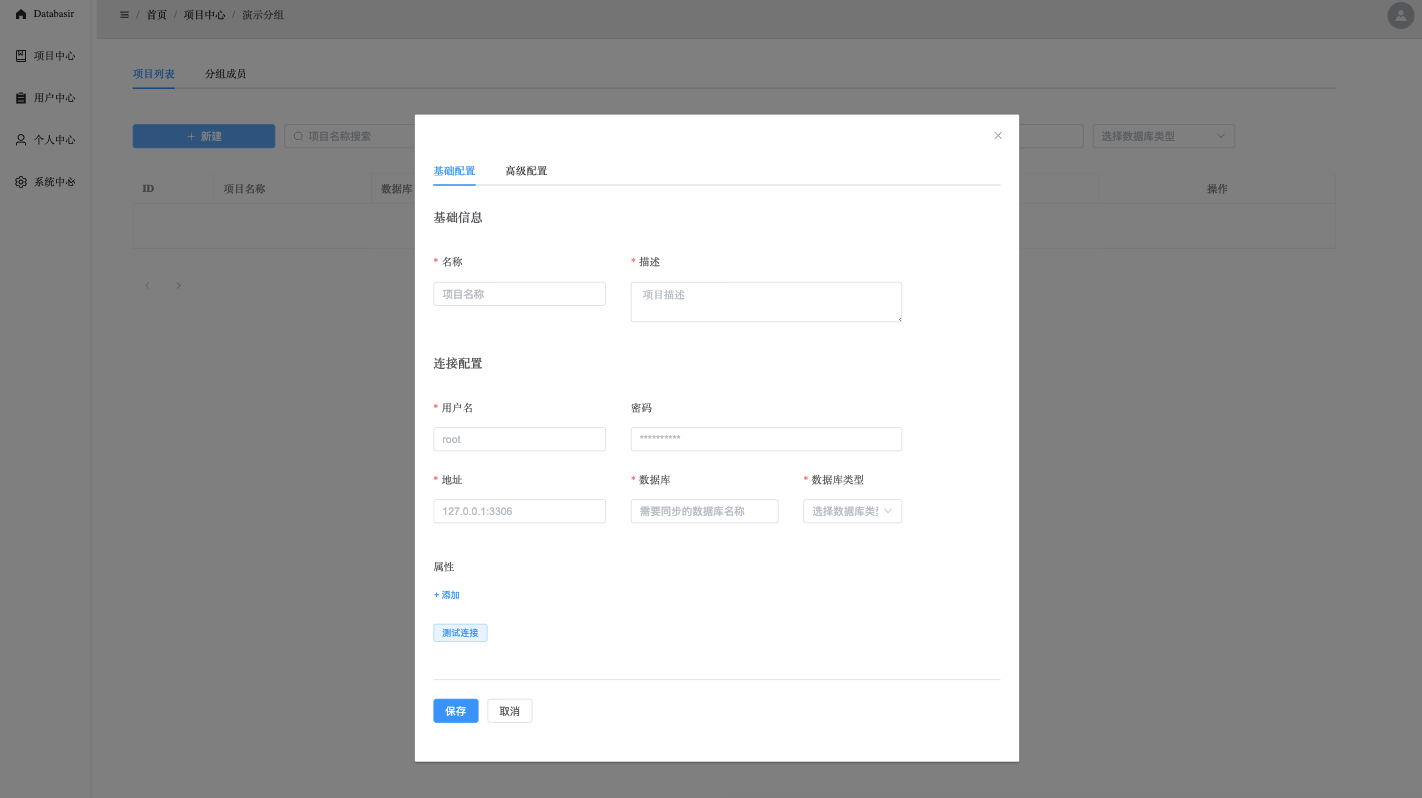 Databasir
/ 首页 / 项目中心 / 演示分组
项目中心
用户中心
个人中心
系统中心
项目列表
分组成员
+ 新建
项目名称搜索
选择数据库类型
ID
项目名称
数据库
操作
基础配置
高级配置
基础信息
* 名称
* 描述
项目名称
项目描述
连接配置
* 用户名
密码
root
**********
* 地址
* 数据库
* 数据库类型
127.0.0.1:3306
需要同步的数据库名称
选择数据库类
属性
+ 添加
测试连接
保存
取消